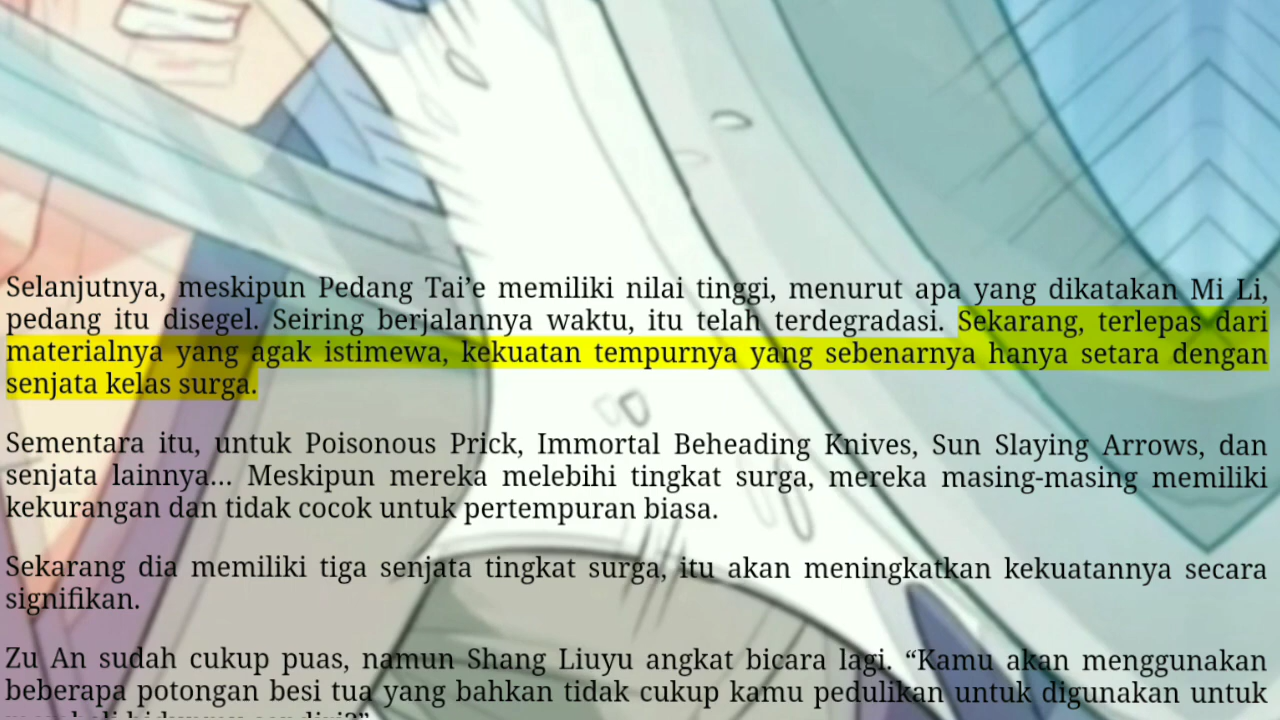 Selanjutnya, meskipun Pedang Tai’e memiliki nilai tinggi, menurut apa yang dikatakan Mi Li,
pedang itu disegel. Seiring berjalannya waktu, itu telah terdegradasi. Sekarang, terlepas dari
materialnya yang agak istimewa, kekuatan tempurnya yang sebenarnya hanya setara dengan
senjata kelas surga.
Sementara itu, untuk Poisonous Prick, Immortal Beheading Knives, Sun Slaying Arrows, dan
senjata lainnya... Meskipun mereka melebihi tingkat surga, mereka masing-masing memiliki
kekurangan dan tidak cocok untuk pertempuran biasa.
Sekarang dia memiliki tiga senjata tingkat surga, itu akan meningkatkan kekuatannya secara
signifikan.
Zu An sudah cukup puas, namun Shang Liuyu angkat bicara lagi. “Kamu akan menggunakan
beberapa potongan besi tua yang bahkan tidak cukup kamu pedulikan untuk digunakan untuk